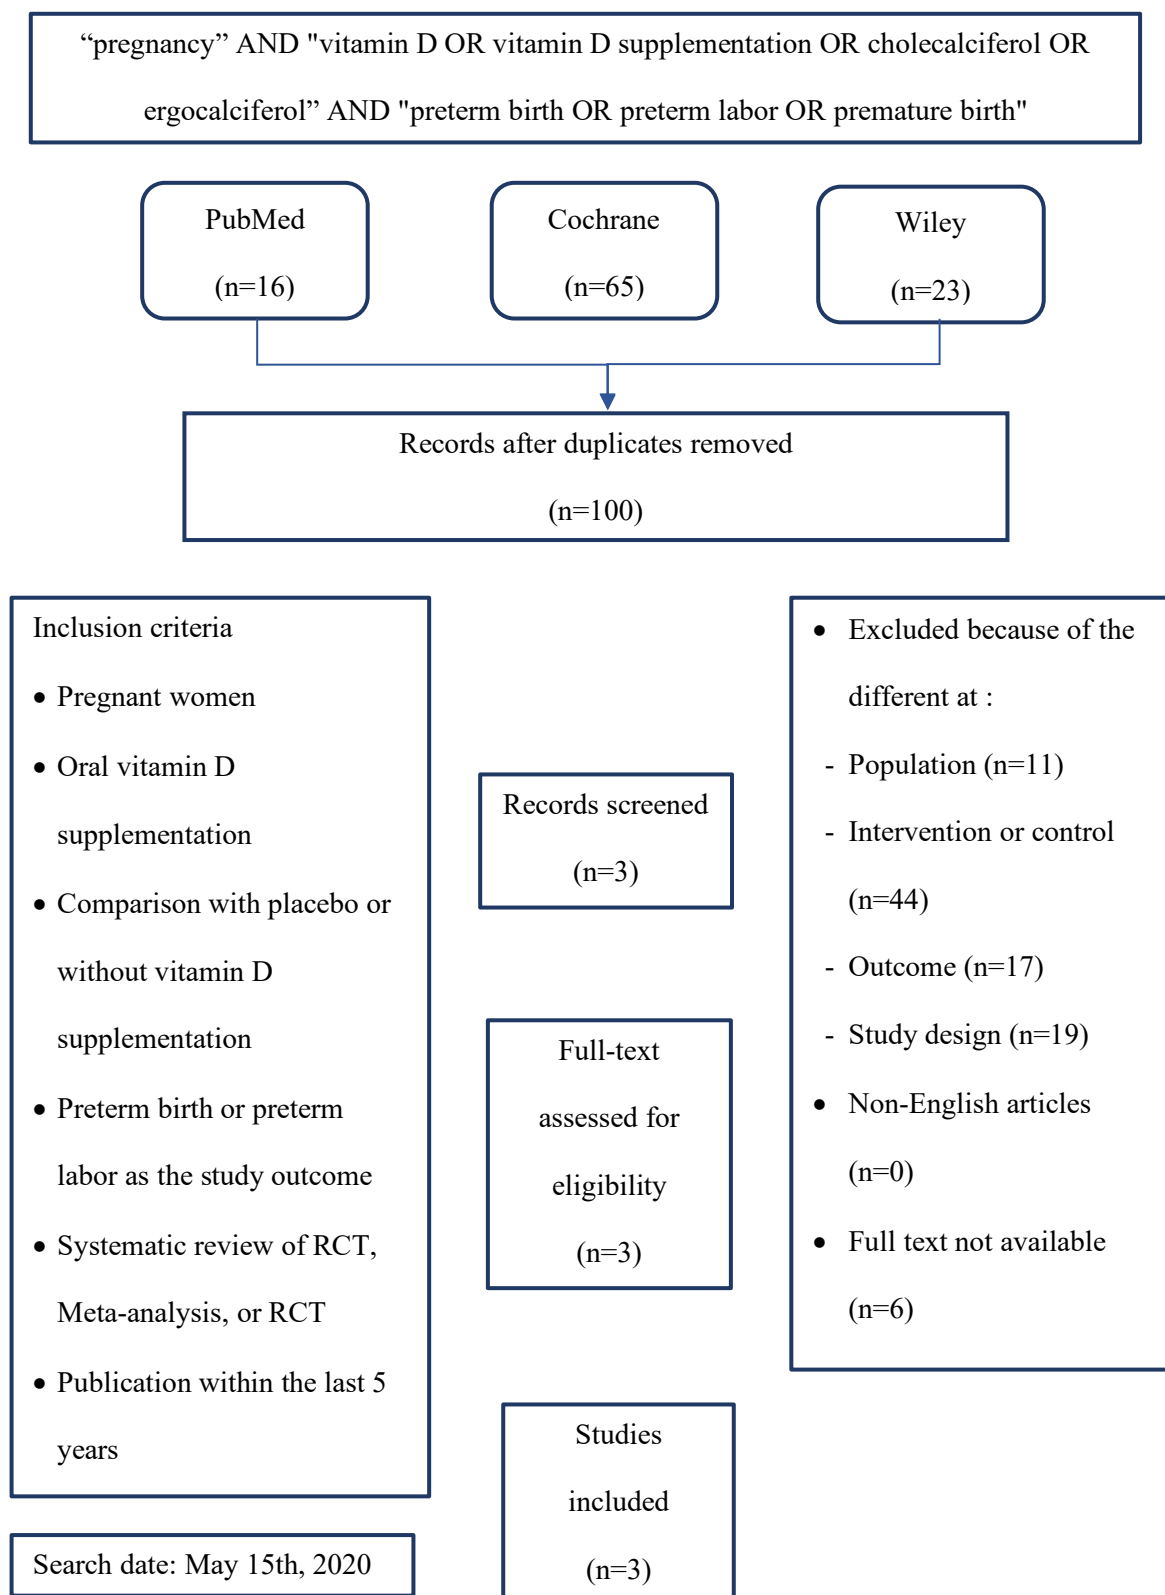 “pregnancy” AND "vitamin D OR vitamin D supplementation OR cholecalciferol OR
ergocalciferol” AND "preterm birth OR preterm labor OR premature birth"
PubMed
(n=16)
Cochrane
(n=65)
Wiley
(n=23)
Records after duplicates removed
(n=100)
Inclusion criteria
• Pregnant women
• Oral vitamin D
supplementation
• Comparison with placebo or
without vitamin D
supplementation
• Preterm birth or preterm
labor as the study outcome
• Systematic review of RCT,
Meta-analysis, or RCT
• Publication within the last 5
years
Search date: May 15th, 2020
Records screened
(n=3)
Full-text
assessed for
eligibility
(n=3)
Studies
included
(n=3)
• Excluded because of the
different at :
- Population (n=11)
- Intervention or control
(n=44)
- Outcome (n=17)
- Study design (n=19)
• Non-English articles
(n=0)
• Full text not available
(n=6)